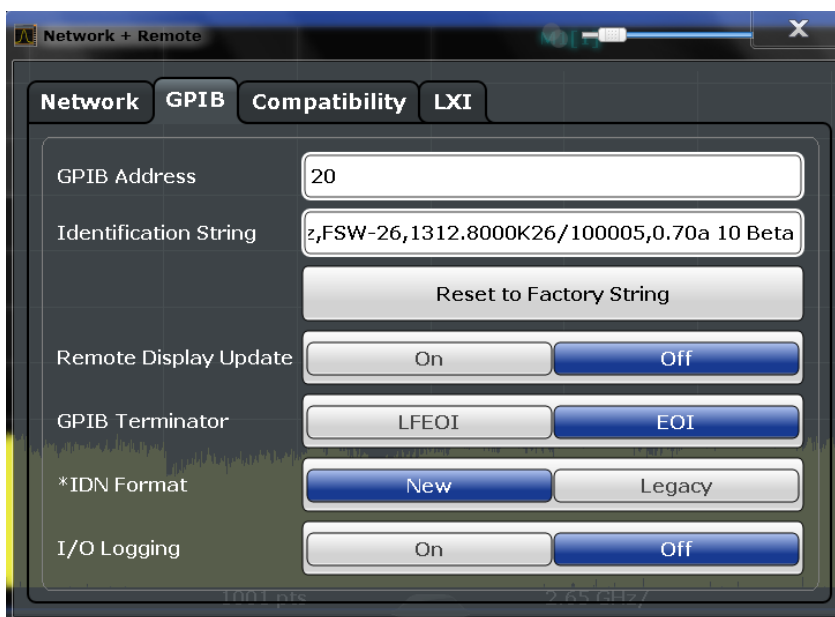 Network + Remote
X
Network GPIB Compatibility LXI
GPIB Address 20
Identification String z,FSW-26,1312.8000K26/100005,0.70a 10 Beta
Reset to Factory String
Remote Display Update On Off
GPIB Terminator LFEOI EOI
*IDN Format New Legacy
I/O Logging On Off
1001 pts 2.65 GHz/